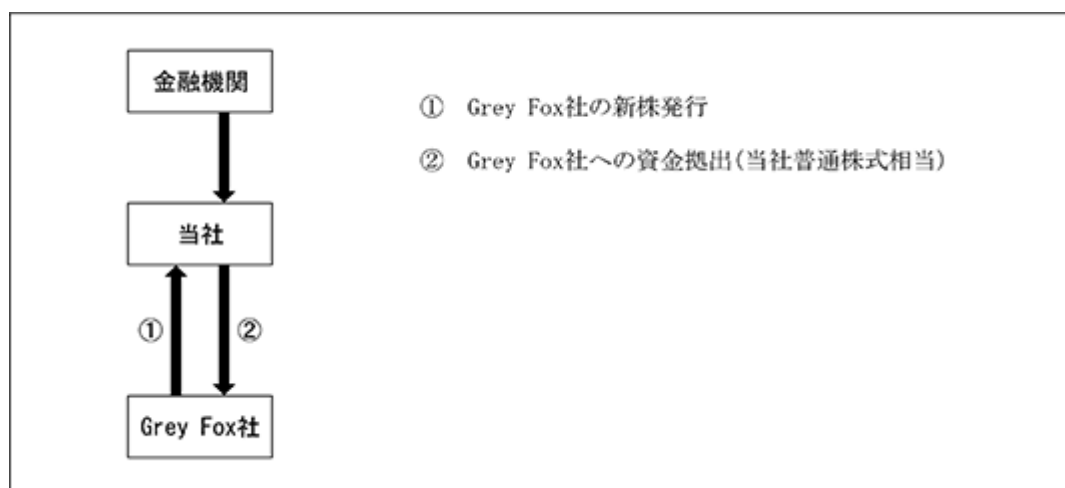 金融機関
① Grey Fox社の新株発行
② Grey Fox社への資金拠出(当社普通株式相当)
当社
① ②
Grey Fox社